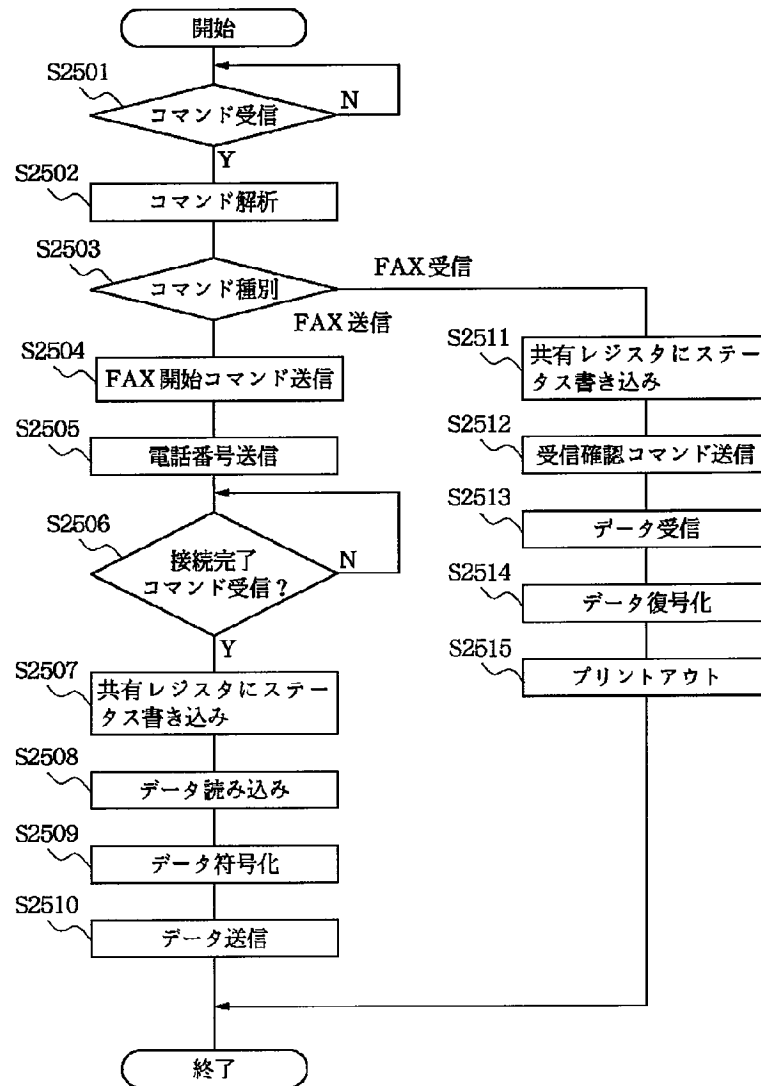 開始
S2501
コマンド受信
N
Y
S2502
コマンド解析
S2503
コマンド種別
FAX受信
FAX送信
S2504
FAX開始コマンド送信
S2505
電話番号送信
S2506
接続完了
コマンド受信？
N
Y
S2507
共有レジスタにステー
タス書き込み
S2508
データ読み込み
S2509
データ符号化
S2510
データ送信
S2511
共有レジスタにステー
タス書き込み
S2512
受信確認コマンド送信
S2513
データ受信
S2514
データ復号化
S2515
プリントアウト
終了